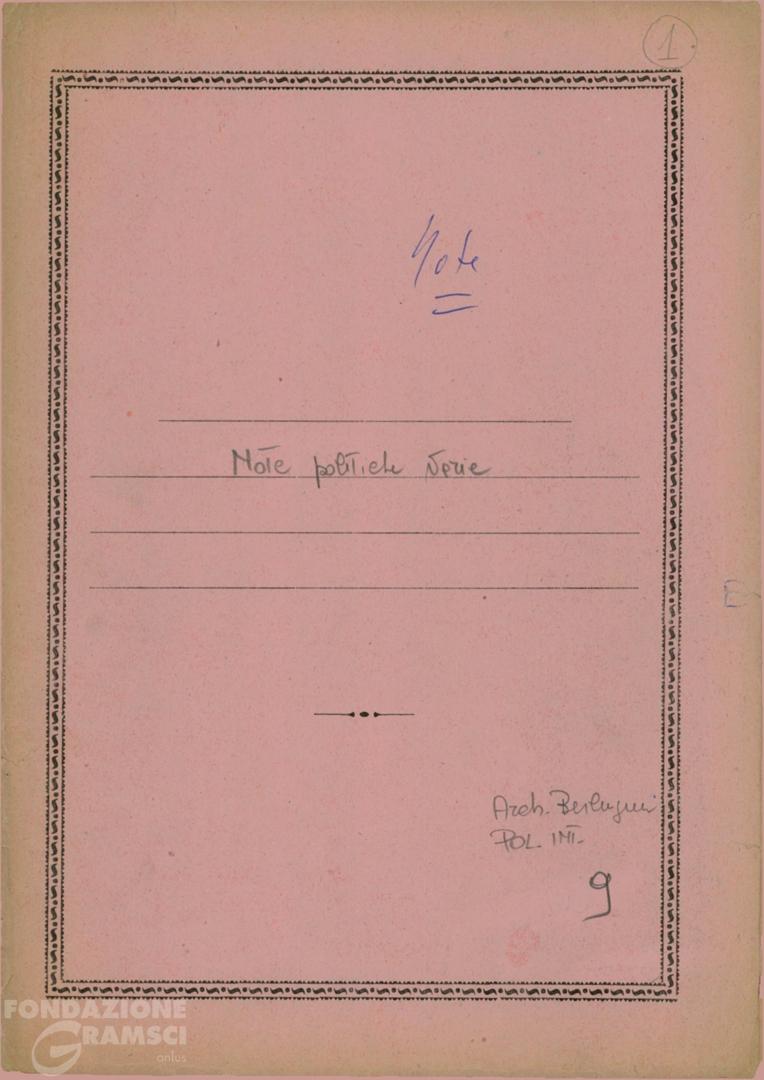 1
Note
Note politiche varie
E
Arch. Berlinguer
POL. INT.
9
FONDAZIONE
GRAMSCI
onlus